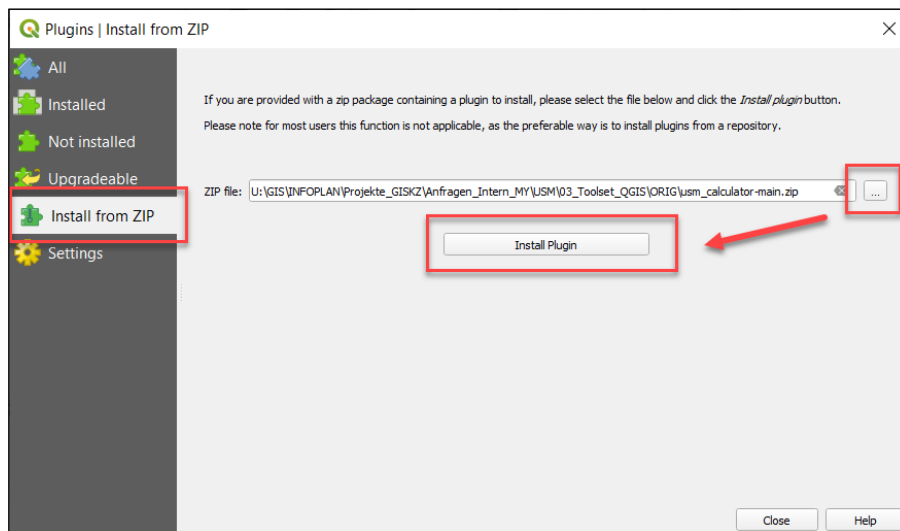 Plugins | Install from ZIP
All
Installed
Not installed
Upgradeable
Install from ZIP
Settings
If you are provided with a zip package containing a plugin to install, please select the file below and click the Install plugin button.
Please note for most users this function is not applicable, as the preferable way is to install plugins from a repository.
ZIP file: U:\GIS\INFOPLAN\Projekte_GISKZ\Anfragen_Intern_MY\USM\03_Toolset_QGIS\ORIG\usm_calculator-main.zip ...
Install Plugin
Close Help